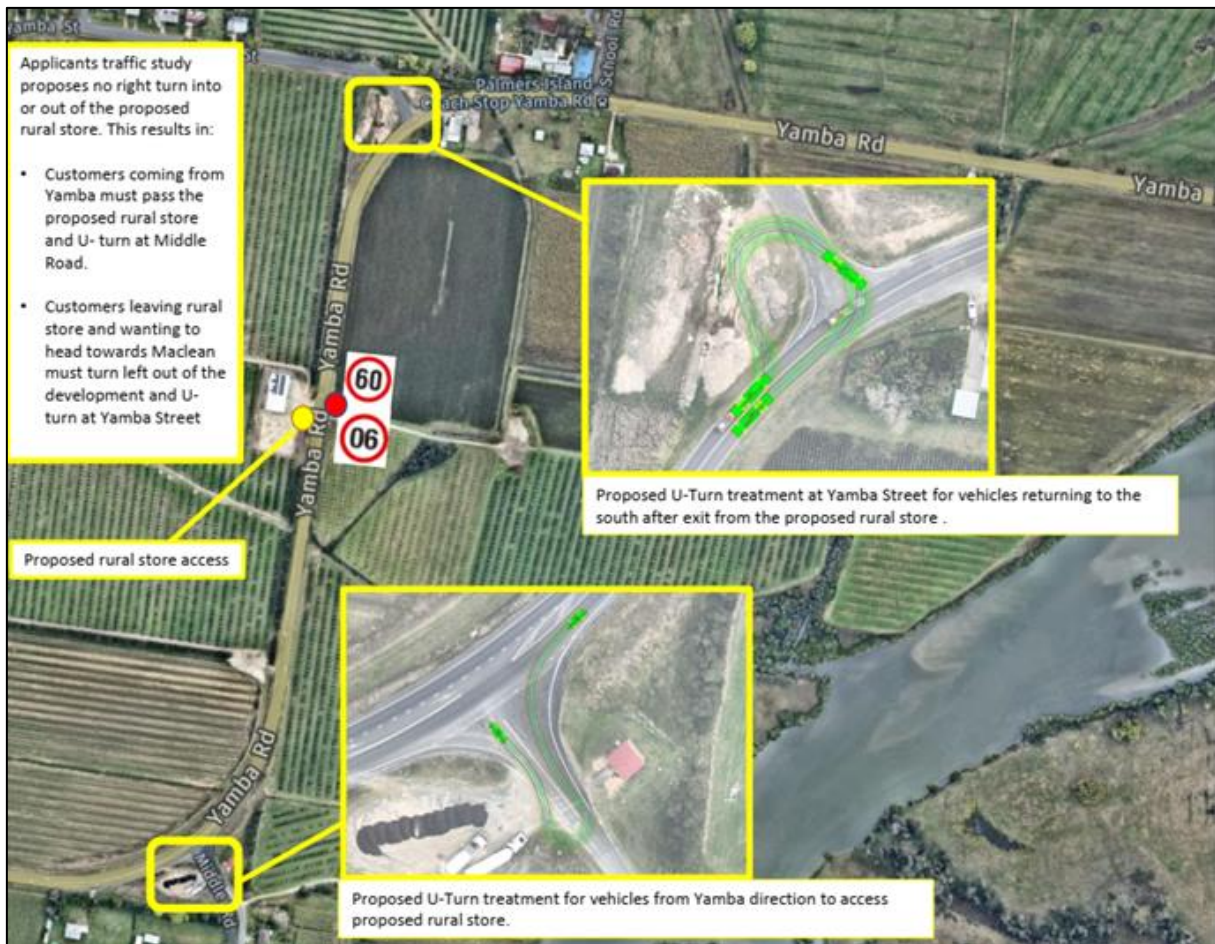 Yamba St
st
Applicants traffic study
proposes no right turn into
or out of the proposed
rural store. This results in:
• Customers coming from
Yamba must pass the
proposed rural store
and U- turn at Middle
Road.
• Customers leaving rural
store and wanting to
head towards Maclean
must turn left out of the
development and U-
turn at Yamba Street
Palmers Island
Coach Stop Yamba Rd
School Rd
Yamba Rd
Yamba
Yamba Rd
60
90
Yamba Rd
Proposed U-Turn treatment at Yamba Street for vehicles returning to the
south after exit from the proposed rural store .
Proposed rural store access
Yamba Rd
Middle Rd
Proposed U-Turn treatment for vehicles from Yamba direction to access
proposed rural store.